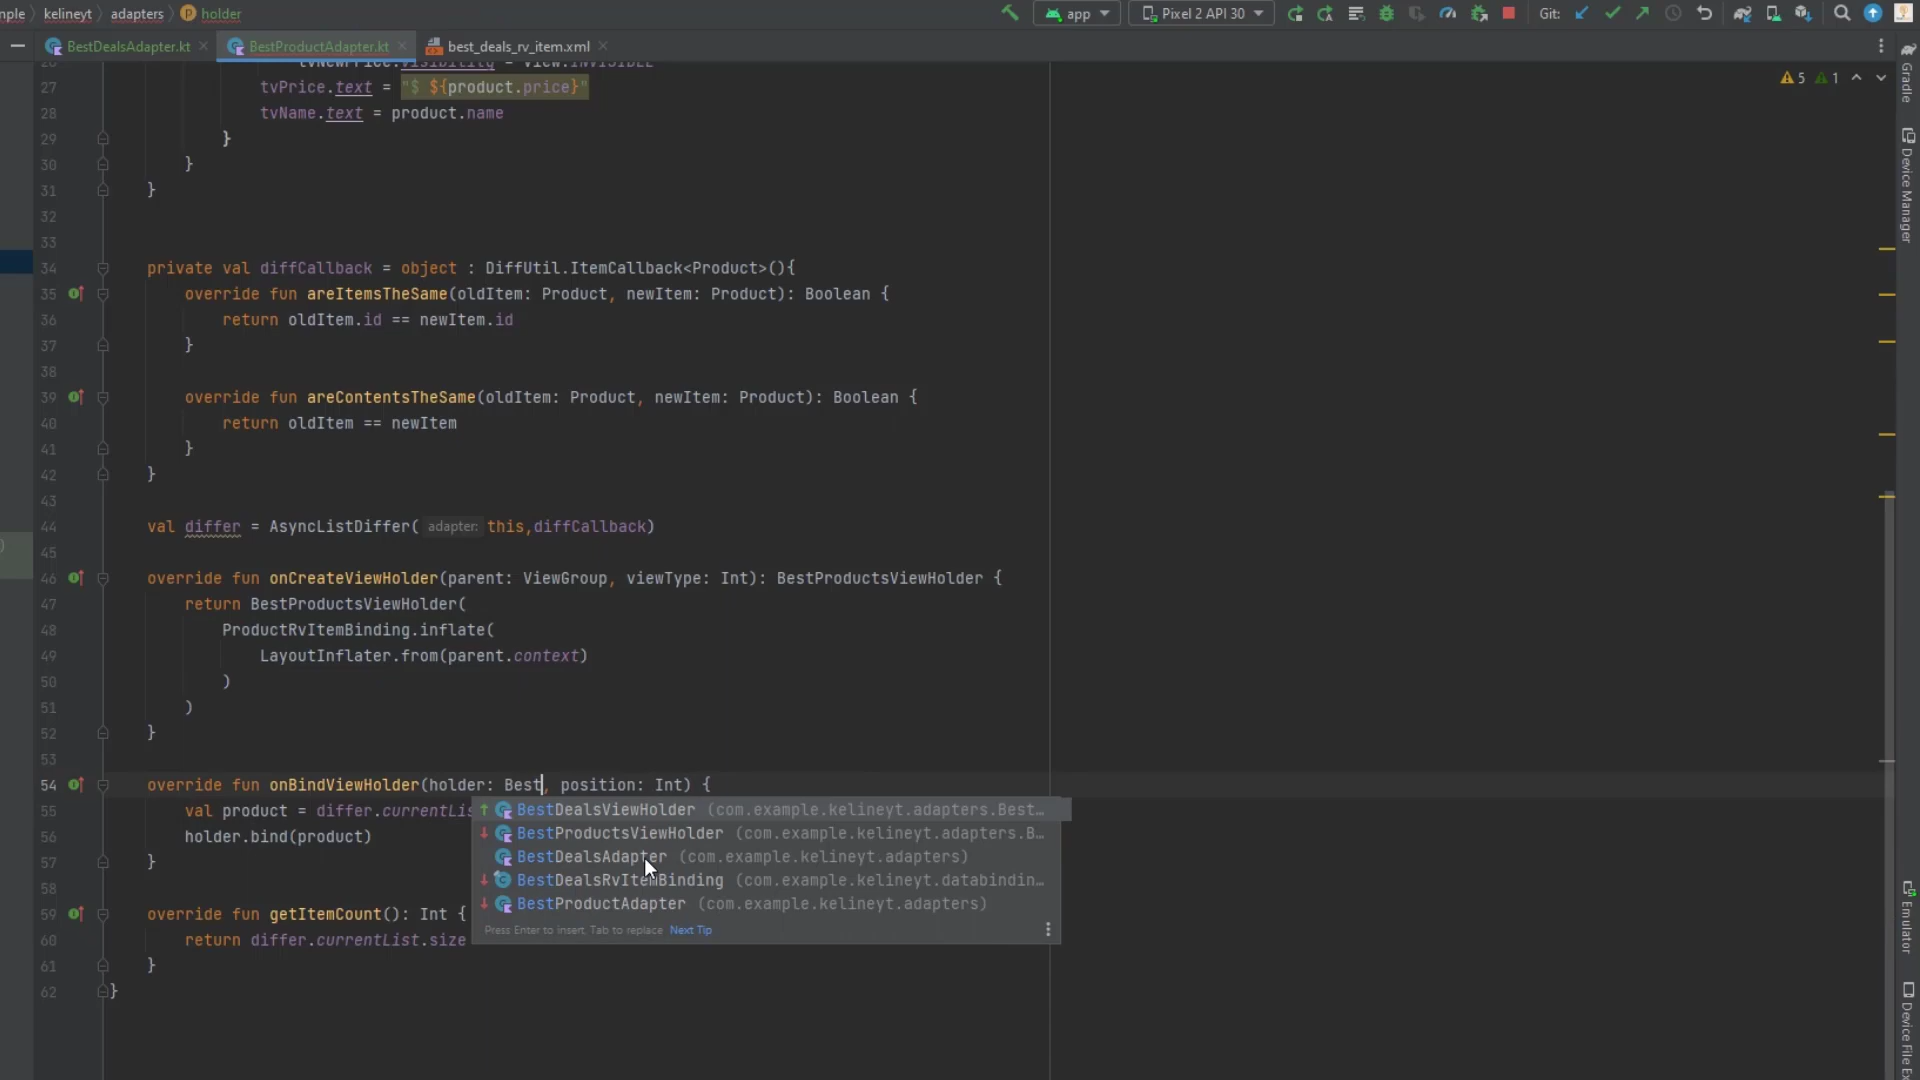 mple kelineyt adapters holder app Pixel 2 API 30 Git:
BestDealsAdapter.kt BestProductAdapter.kt best_deals_rv_item.xml
26 tvNewPrice.visibility = View.INVISIBLE
27 tvPrice.text = "$ ${product.price}" 5 1
28 tvName.text = product.name
29 }
30 }
31 }
32
33
34 private val diffCallback = object : DiffUtil.ItemCallback<Product>(){
35 override fun areItemsTheSame(oldItem: Product, newItem: Product): Boolean {
36 return oldItem.id == newItem.id
37 }
38
39 override fun areContentsTheSame(oldItem: Product, newItem: Product): Boolean {
40 return oldItem == newItem
41 }
42 }
43
44 val differ = AsyncListDiffer( adapter: this,diffCallback)
45
46 override fun onCreateViewHolder(parent: ViewGroup, viewType: Int): BestProductsViewHolder {
47 return BestProductsViewHolder(
48 ProductRvItemBinding.inflate(
49 LayoutInflater.from(parent.context)
50 )
51 )
52 }
53
54 override fun onBindViewHolder(holder: Best, position: Int) {
55 val product = differ.currentLis
56 holder.bind(product)
57 }
58
59 override fun getItemCount(): Int {
60 return differ.currentList.size
61 }
62 }
BestDealsViewHolder (com.example.kelineyt.adapters.Best…
BestProductsViewHolder (com.example.kelineyt.adapters.B…
BestDealsAdapter (com.example.kelineyt.adapters)
BestDealsRvItemBinding (com.example.kelineyt.databindin…
BestProductAdapter (com.example.kelineyt.adapters)
Press Enter to insert, Tab to replace Next Tip
Gradle
Device Manager
Emulator
Device File Ex